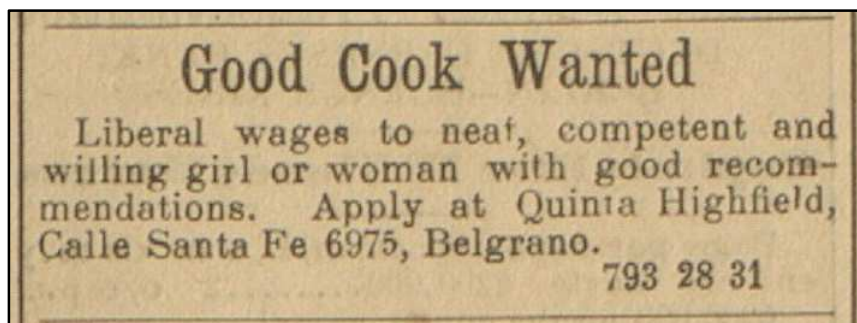 Good Cook Wanted
Liberal wages to neat, competent and
willing girl or woman with good recom-
mendations. Apply at Quinta Highfield,
Calle Santa Fe 6975, Belgrano.
793 28 31